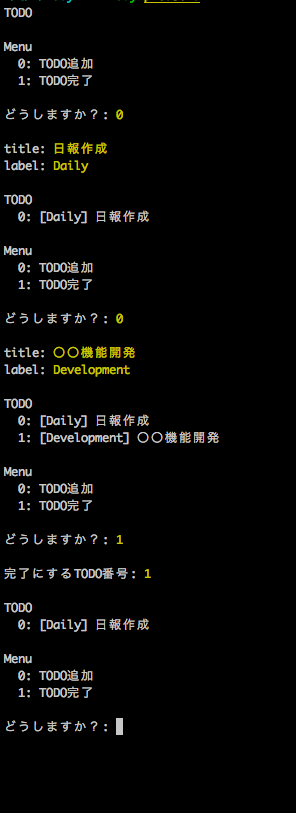 TODO
Menu
0: TODO追加
1: TODO完了
どうしますか？: 0
title: 日報作成
label: Daily
TODO
0: [Daily] 日報作成
Menu
0: TODO追加
1: TODO完了
どうしますか？: 0
title: 〇〇機能開発
label: Development
TODO
0: [Daily] 日報作成
1: [Development] 〇〇機能開発
Menu
0: TODO追加
1: TODO完了
どうしますか？: 1
完了にするTODO番号: 1
TODO
0: [Daily] 日報作成
Menu
0: TODO追加
1: TODO完了
どうしますか？: